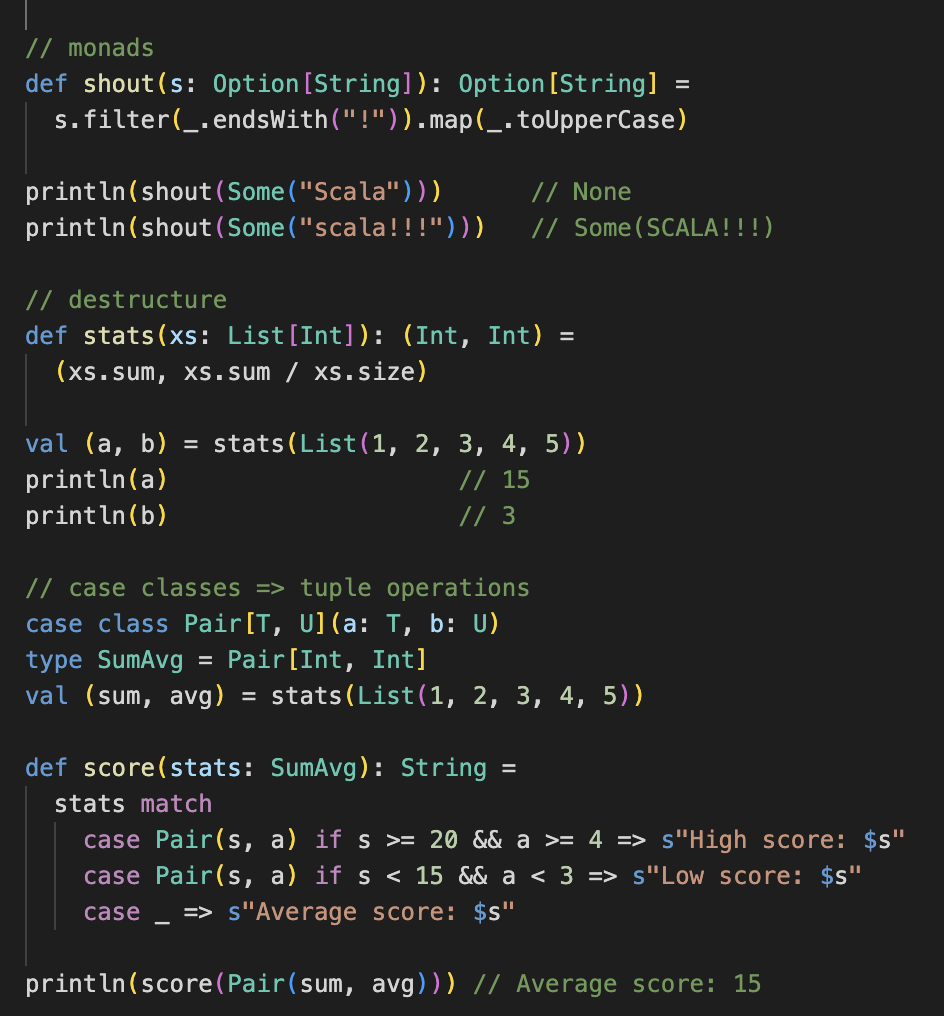 // monads
def shout(s: Option[String]): Option[String] =
  s.filter(_.endsWith("!")).map(_.toUpperCase)

println(shout(Some("Scala")))      // None
println(shout(Some("scala!!!")))   // Some(SCALA!!!)

// destructure
def stats(xs: List[Int]): (Int, Int) =
  (xs.sum, xs.sum / xs.size)

val (a, b) = stats(List(1, 2, 3, 4, 5))
println(a)                    // 15
println(b)                    // 3

// case classes => tuple operations
case class Pair[T, U](a: T, b: U)
type SumAvg = Pair[Int, Int]
val (sum, avg) = stats(List(1, 2, 3, 4, 5))

def score(stats: SumAvg): String =
  stats match
    case Pair(s, a) if s >= 20 && a >= 4 => s"High score: $s"
    case Pair(s, a) if s < 15 && a < 3 => s"Low score: $s"
    case _ => s"Average score: $s"

println(score(Pair(sum, avg))) // Average score: 15